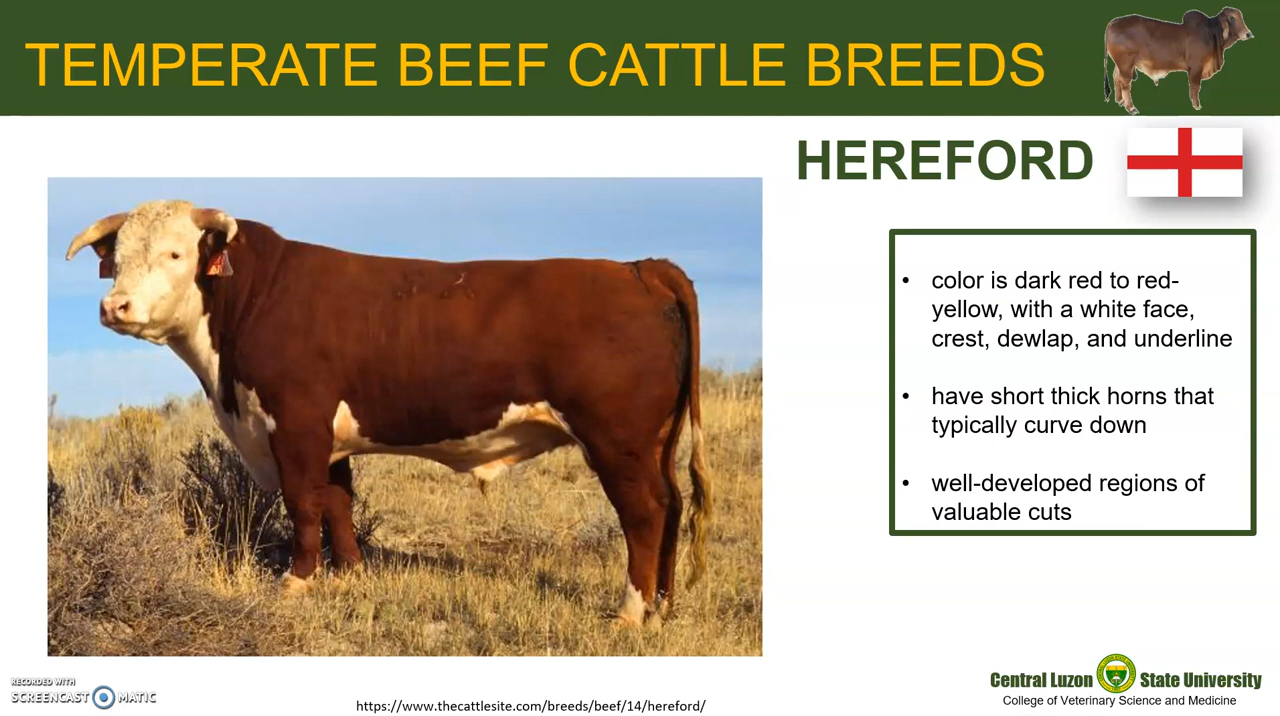 TEMPERATE BEEF CATTLE BREEDS
HEREFORD
• color is dark red to red-
yellow, with a white face,
crest, dewlap, and underline
• have short thick horns that
typically curve down
• well-developed regions of
valuable cuts
RECORDED WITH
SCREENCAST MATIC
https://www.thecattlesite.com/breeds/beef/14/hereford/
Central Luzon State University
College of Veterinary Science and Medicine